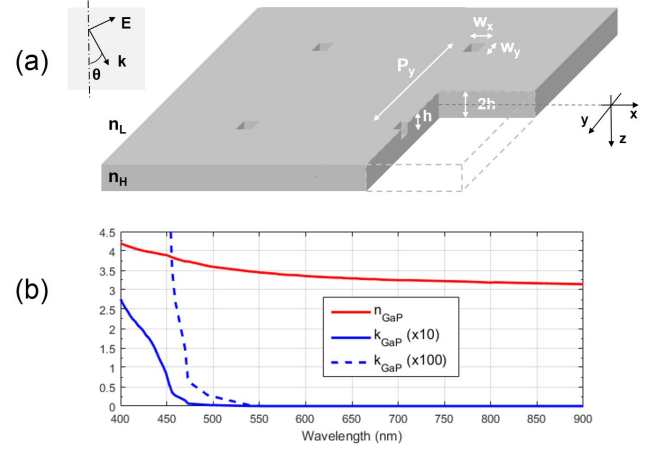 (a)
E
k
θ
P_y
w_x
w_y
h
2h
n_L
n_H
x
y
z
(b)
4.5
4
3.5
3
2.5
2
1.5
1
0.5
0
n_GaP
k_GaP (x10)
k_GaP (x100)
400 450 500 550 600 650 700 750 800 850 900
Wavelength (nm)